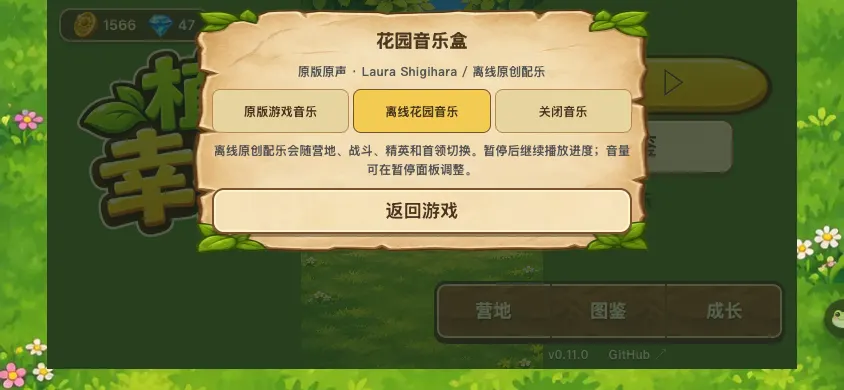 1566
47
植
幸
花园音乐盒
原版原声 · Laura Shigihara / 离线原创配乐
原版游戏音乐
离线花园音乐
关闭音乐
离线原创配乐会随营地、战斗、精英和首领切换。暂停后继续播放进度；音量
可在暂停面板调整。
返回游戏
营地
图鉴
成长
v0.11.0
GitHub ↗